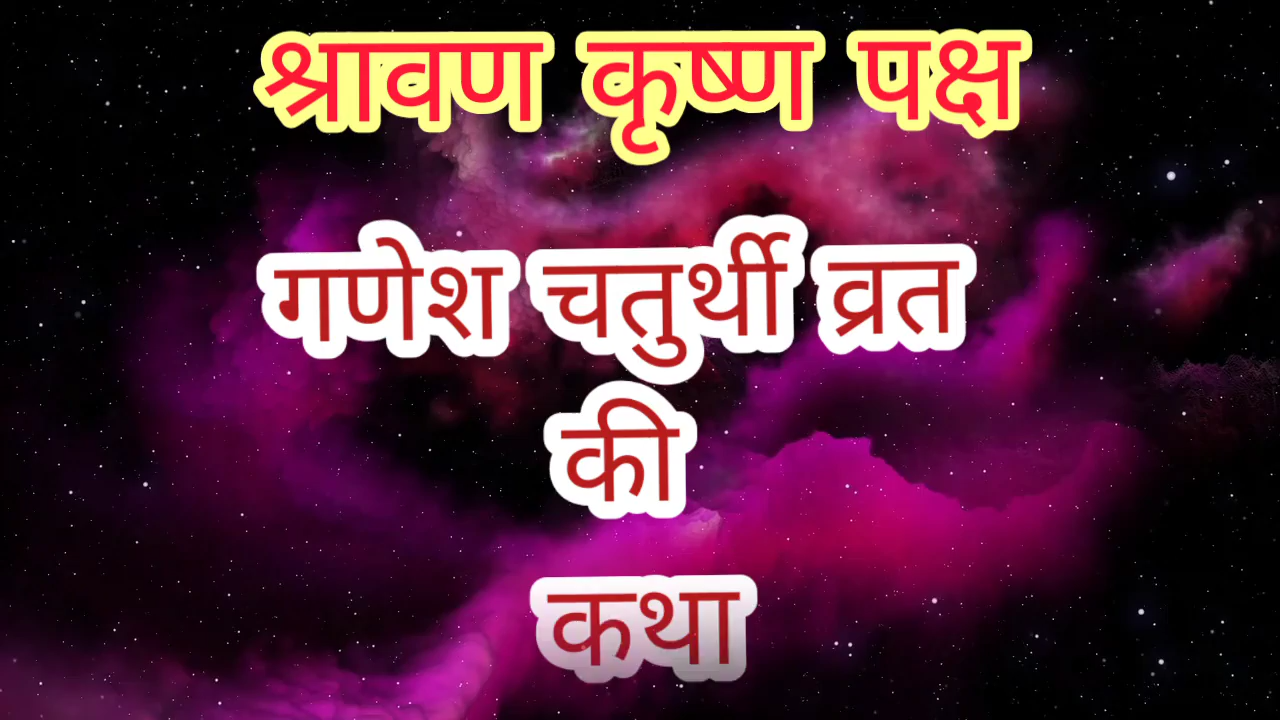 श्रावण कृष्ण पक्ष
गणेश चतुर्थी व्रत
की
कथा